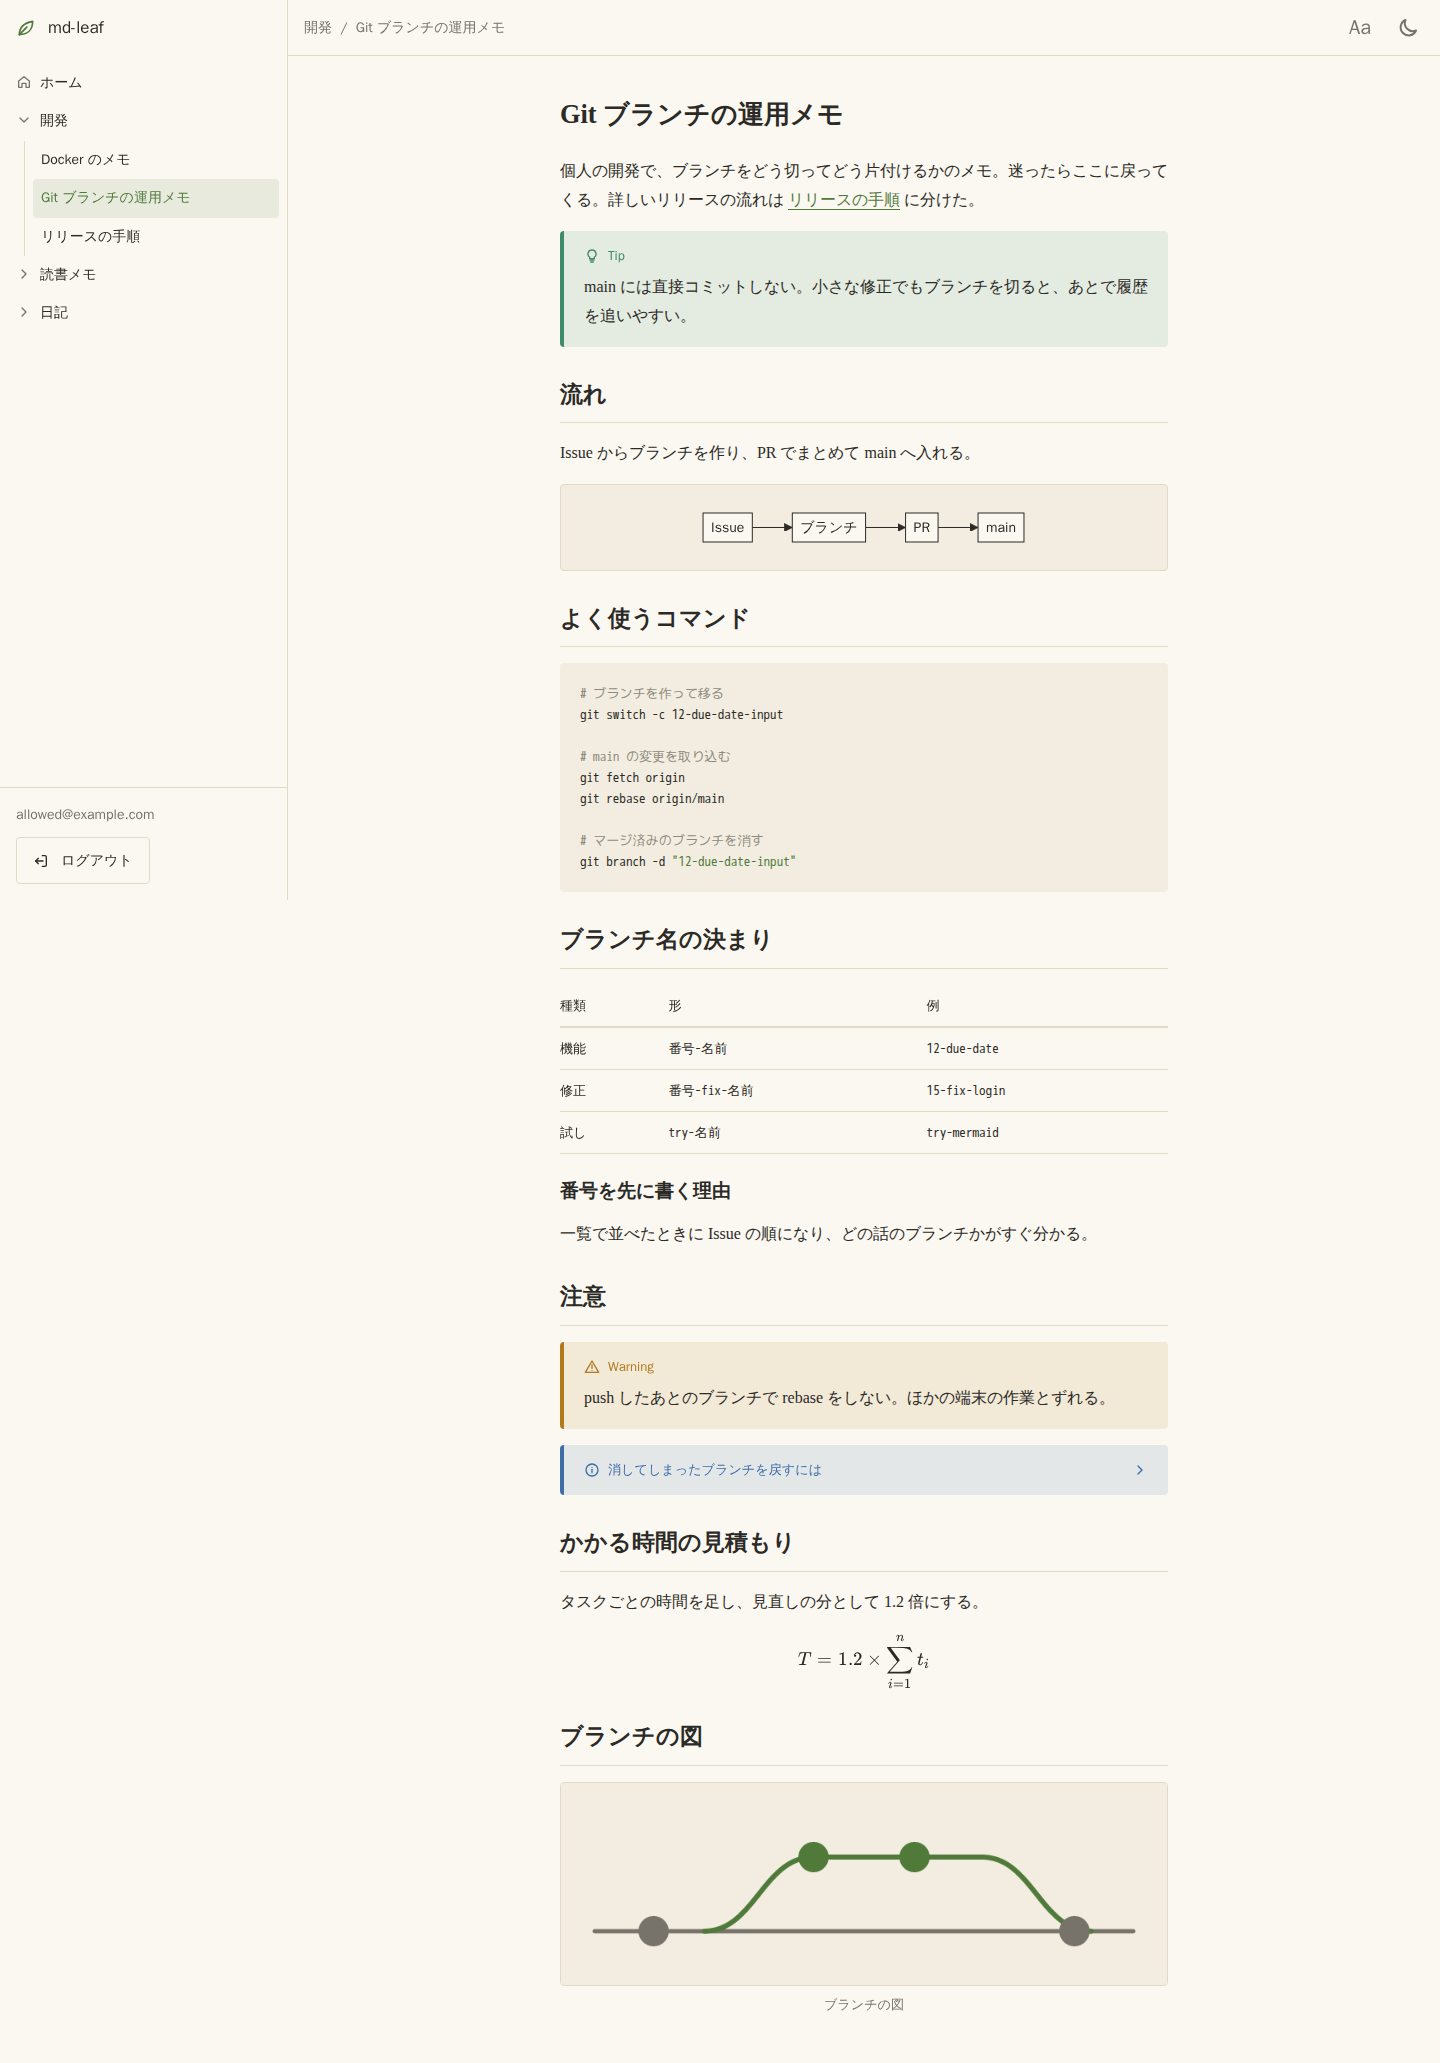 md-leaf
ホーム
開発
Docker のメモ
Git ブランチの運用メモ
リリースの手順
読書メモ
日記
allowed@example.com
ログアウト
開発 / Git ブランチの運用メモ
Aa
Git ブランチの運用メモ
個人の開発で、ブランチをどう切ってどう片付けるかのメモ。迷ったらここに戻って
くる。詳しいリリースの流れは リリースの手順 に分けた。
Tip
main には直接コミットしない。小さな修正でもブランチを切ると、あとで履歴
を追いやすい。
流れ
Issue からブランチを作り、PR でまとめて main へ入れる。
Issue ブランチ PR main
よく使うコマンド
# ブランチを作って移る
git switch -c 12-due-date-input
# main の変更を取り込む
git fetch origin
git rebase origin/main
# マージ済みのブランチを消す
git branch -d "12-due-date-input"
ブランチ名の決まり
種類 形 例
機能 番号-名前 12-due-date
修正 番号-fix-名前 15-fix-login
試し try-名前 try-mermaid
番号を先に書く理由
一覧で並べたときに Issue の順になり、どの話のブランチかがすぐ分かる。
注意
Warning
push したあとのブランチで rebase をしない。ほかの端末の作業とずれる。
消してしまったブランチを戻すには
かかる時間の見積もり
タスクごとの時間を足し、見直しの分として 1.2 倍にする。
n
T = 1.2 × ∑ tᵢ
i=1
ブランチの図
ブランチの図